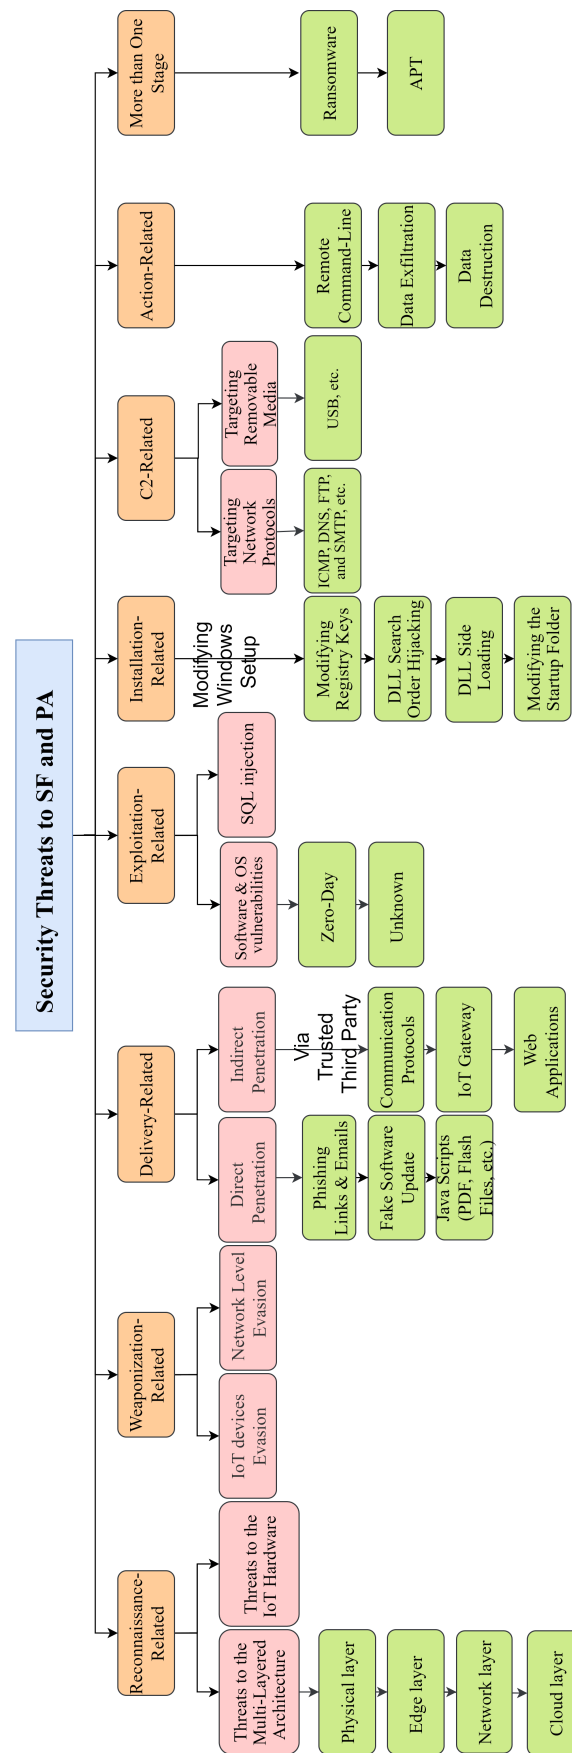 Security Threats to SF and PA
Reconnaissance-
Related
Threats to the
Multi-Layered
Architecture
Physical layer
Edge layer
Network layer
Cloud layer
Threats to the
IoT Hardware
Weaponization-
Related
IoT devices
Evasion
Network Level
Evasion
Delivery-Related
Direct
Penetration
Phishing
Links & Emails
Fake Software
Update
Java Scripts
(PDF, Flash
Files, etc.)
Indirect
Penetration
Via
Trusted
Third Party
Communication
Protocols
IoT Gateway
Web
Applications
Exploitation-
Related
Software & OS
vulnerabilities
Zero-Day
Unknown
SQL injection
Installation-
Related
Modifying
Windows
Setup
Modifying
Registry Keys
DLL Search
Order Hijacking
DLL Side
Loading
Modifying the
Startup Folder
C2-Related
Targeting
Network
Protocols
ICMP, DNS, FTP,
and SMTP, etc.
Targeting
Removable
Media
USB, etc.
Action-Related
Remote
Command-Line
Data Exfiltration
Data
Destruction
More than One
Stage
Ransomware
APT